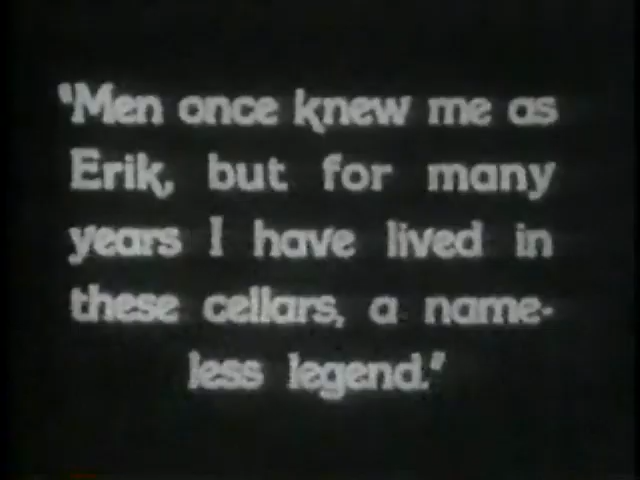 "Men once knew me as
Erik, but for many
years I have lived in
these cellars, a name-
less legend."